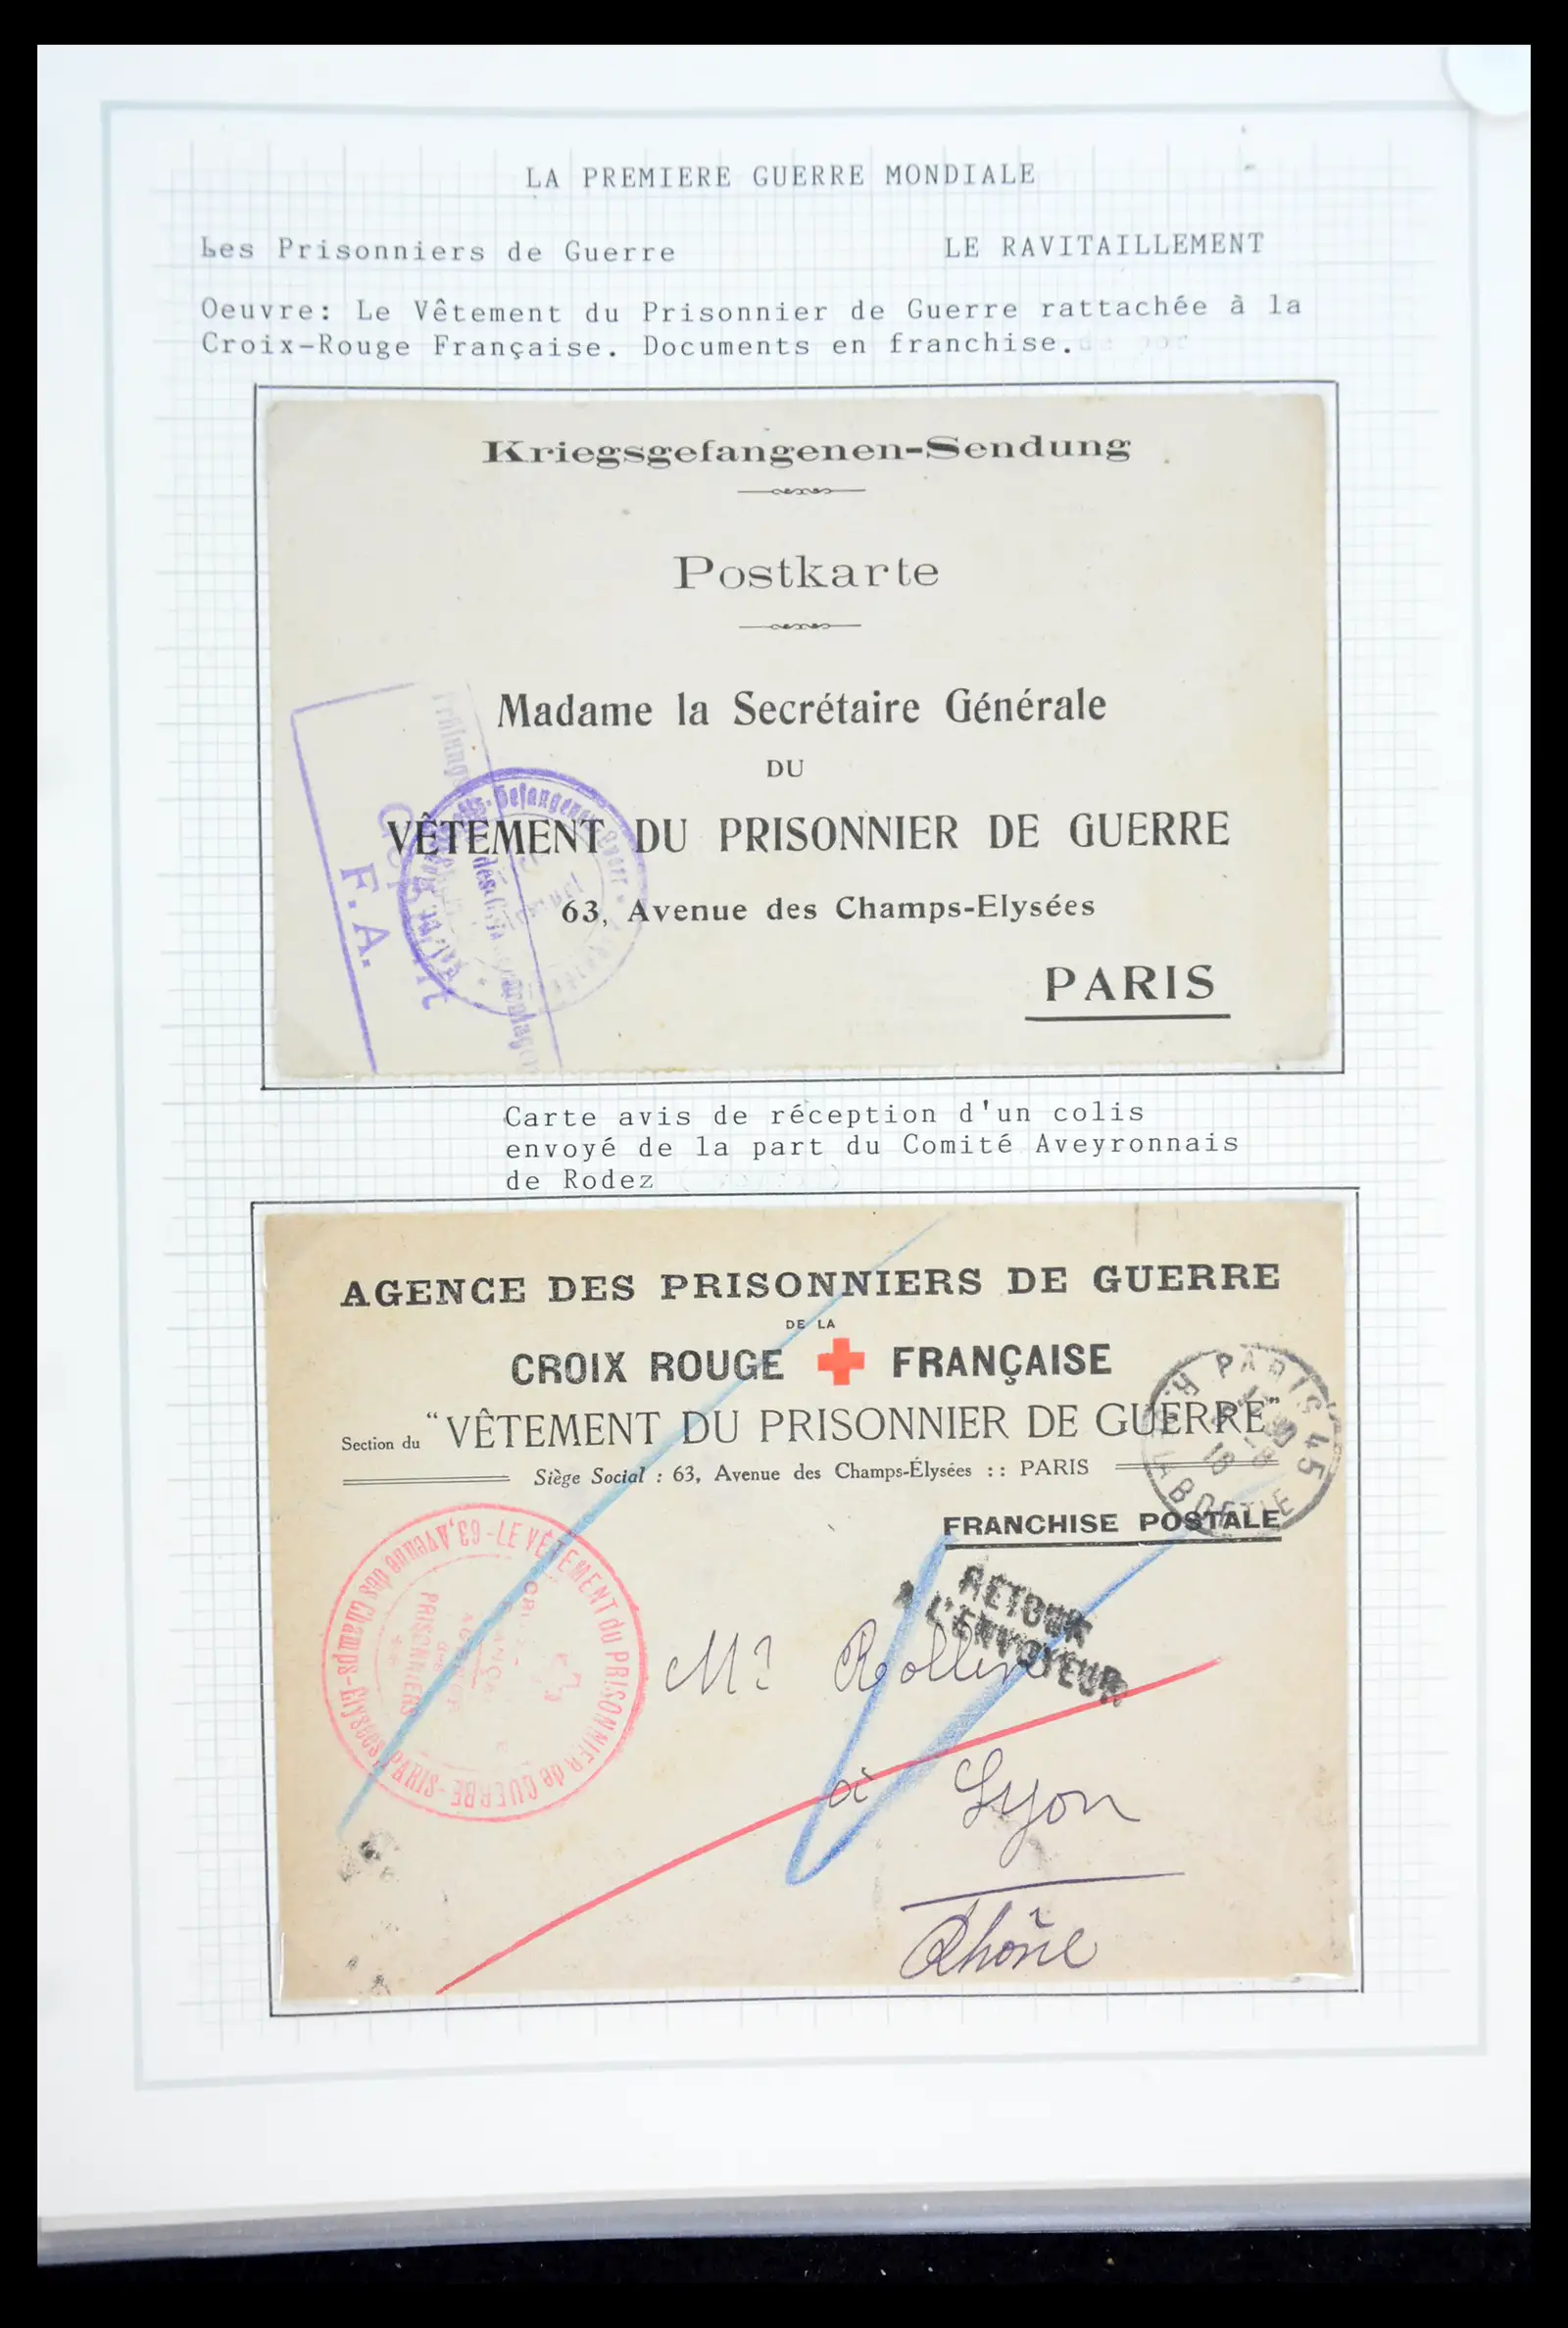 LA PREMIERE GUERRE MONDIALE
Les Prisonniers de Guerre
LE RAVITAILLEMENT
Oeuvre: Le Vêtement du Prisonnier de Guerre rattachée à la
Croix-Rouge Française. Documents en franchise.
Kriegsgefangenen-Sendung
Postkarte
Madame la Secrétaire Générale
DU
VÊTEMENT DU PRISONNIER DE GUERRE
63, Avenue des Champs-Elysées
PARIS
F. A.
Carte avis de réception d'un colis
envoyé de la part du Comité Aveyronnais
de Rodez
AGENCE DES PRISONNIERS DE GUERRE
DE LA
CROIX ROUGE FRANÇAISE
Section du "VÊTEMENT DU PRISONNIER DE GUERRE"
Siège Social : 63, Avenue des Champs-Élysées :: PARIS
PARIS 45
FRANCHISE POSTALE
RETOUR
A L'ENVOYEUR
LE VÊTEMENT du PRISONNIER de GUERRE - 63, Avenue des Champs-Elysées, PARIS -
PRISONNIERS
Mr Rollin
à Lyon
Rhône